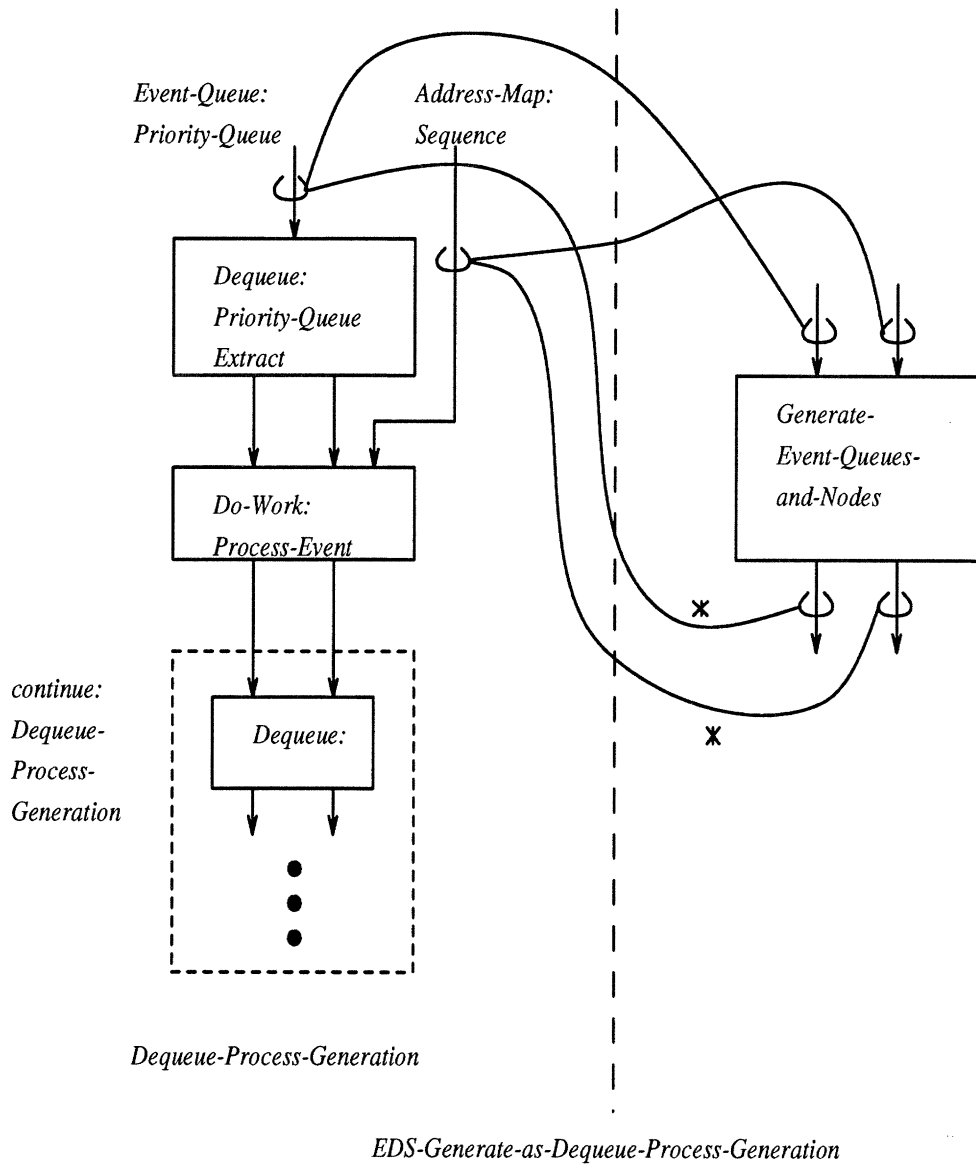 Event-Queue:
Priority-Queue
Address-Map:
Sequence
Dequeue:
Priority-Queue
Extract
Do-Work:
Process-Event
Generate-
Event-Queues-
and-Nodes
*
*
continue:
Dequeue-
Process-
Generation
Dequeue:
Dequeue-Process-Generation
EDS-Generate-as-Dequeue-Process-Generation